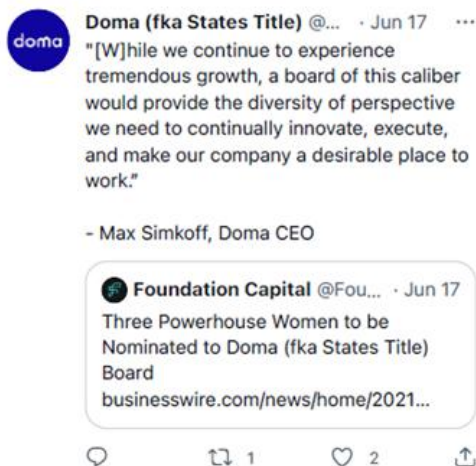 doma
Doma (fka States Title) @... · Jun 17 ...
"[W]hile we continue to experience
tremendous growth, a board of this caliber
would provide the diversity of perspective
we need to continually innovate, execute,
and make our company a desirable place to
work."
- Max Simkoff, Doma CEO
Foundation Capital @Fou... · Jun 17
Three Powerhouse Women to be
Nominated to Doma (fka States Title)
Board
businesswire.com/news/home/2021...
1 2